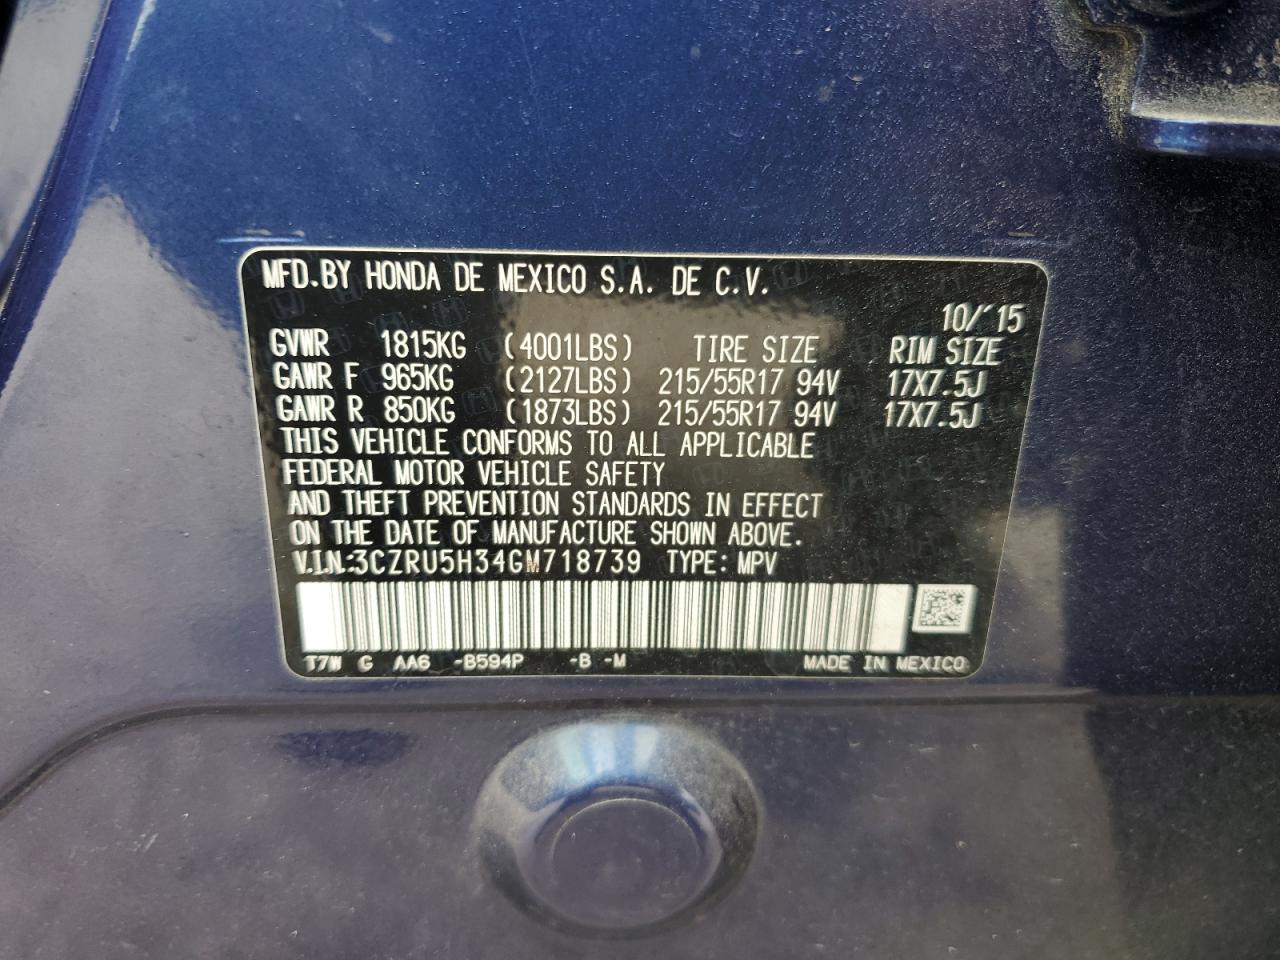 MFD.BY HONDA DE MEXICO S.A. DE C.V.
10/'15
GVWR 1815KG (4001LBS) TIRE SIZE RIM SIZE
GAWR F 965KG (2127LBS) 215/55R17 94V 17X7.5J
GAWR R 850KG (1873LBS) 215/55R17 94V 17X7.5J
THIS VEHICLE CONFORMS TO ALL APPLICABLE
FEDERAL MOTOR VEHICLE SAFETY
AND THEFT PREVENTION STANDARDS IN EFFECT
ON THE DATE OF MANUFACTURE SHOWN ABOVE.
V.I.N.:3CZRU5H34GM718739 TYPE: MPV
T7W G AA6 -B594P -B -M MADE IN MEXICO